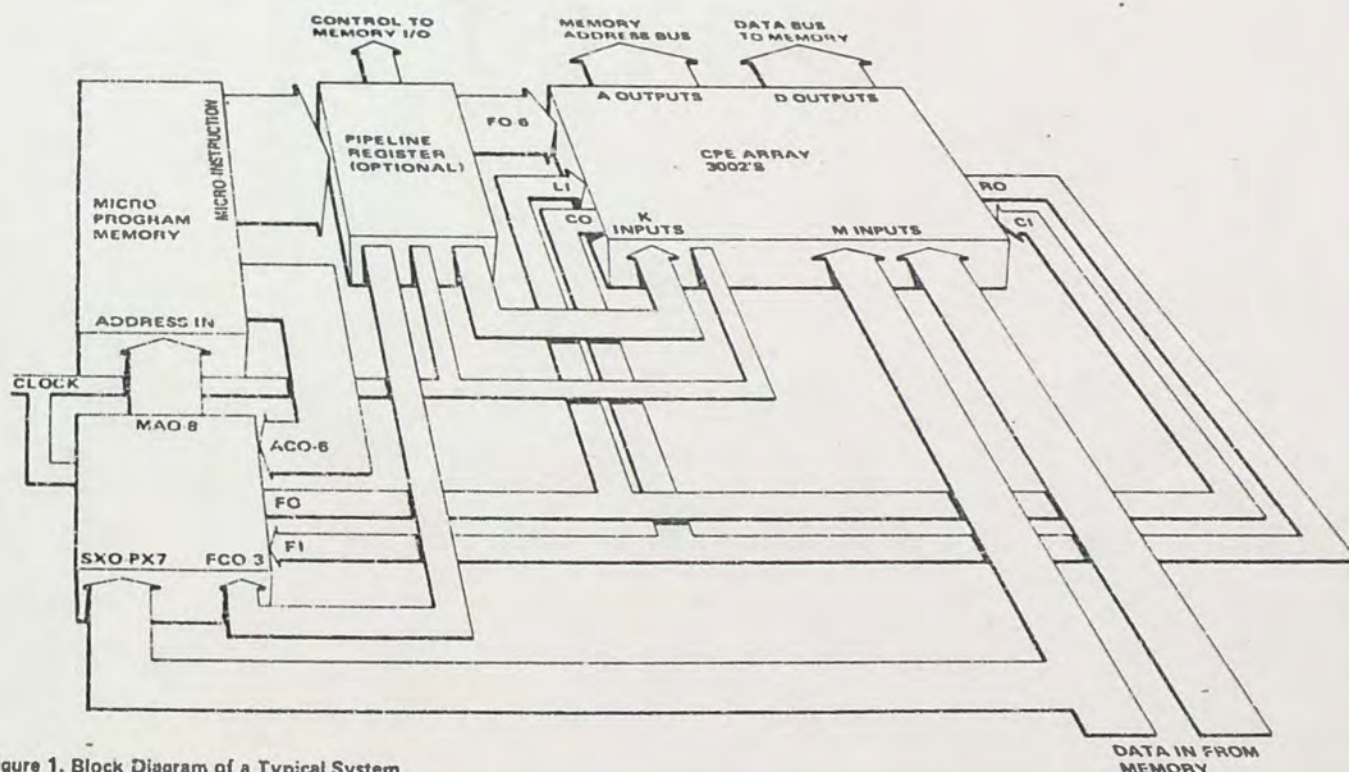 CONTROL TO
MEMORY I/O
MEMORY
ADDRESS BUS
DATA BUS
TO MEMORY
MICRO INSTRUCTION
A OUTPUTS
D OUTPUTS
FO-6
PIPELINE
REGISTER
(OPTIONAL)
CPE ARRAY
3002'S
MICRO
PROGRAM
MEMORY
LI
RO
CO
K
INPUTS
M INPUTS
CI
ADDRESS IN
CLOCK
MAO-8
ACO-6
FO
FI
SXO-PX7
FCO-3
DATA IN FROM
MEMORY
gure 1. Block Diagram of a Typical System